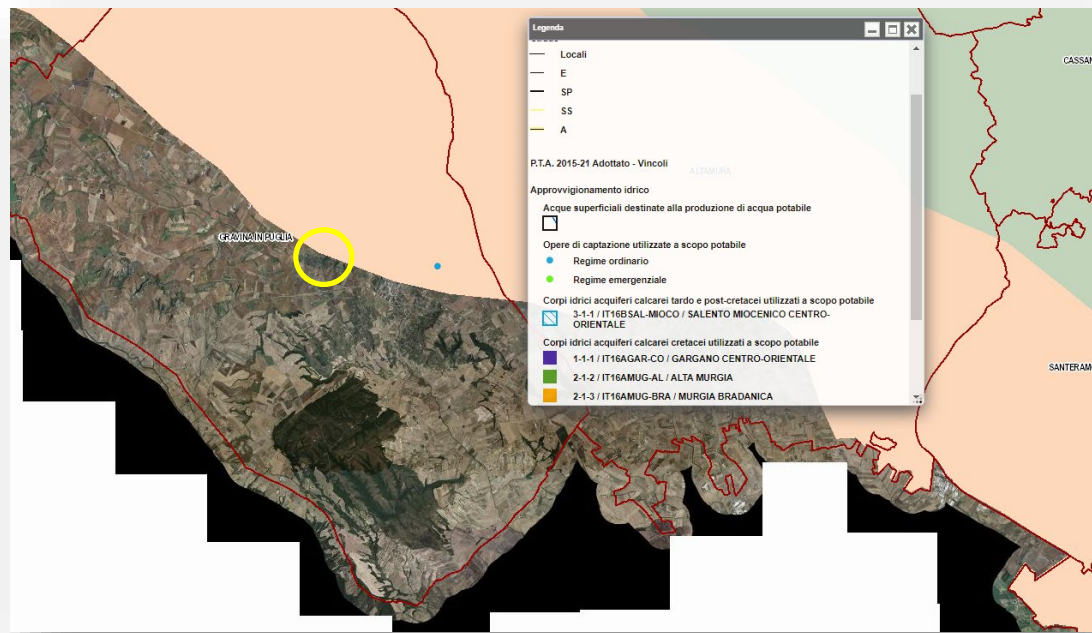 Legenda
Locali
E
SP
SS
A
P.T.A. 2015-21 Adottato - Vincoli
ALTAMURA
Approvvigionamento idrico
Acque superficiali destinate alla produzione di acqua potabile
Opere di captazione utilizzate a scopo potabile
Regime ordinario
Regime emergenziale
Corpi idrici acquiferi calcarei tardo e post-cretacei utilizzati a scopo potabile
3-1-1 / IT16BSAL-MIOCO / SALENTO MIOCENICO CENTRO-
ORIENTALE
Corpi idrici acquiferi calcarei cretacei utilizzati a scopo potabile
1-1-1 / IT16AGAR-CO / GARGANO CENTRO-ORIENTALE
2-1-2 / IT16AMUG-AL / ALTA MURGIA
2-1-3 / IT16AMUG-BRA / MURGIA BRADANICA
GRAVINA IN PUGLIA
CASSAN
SANTERAMO